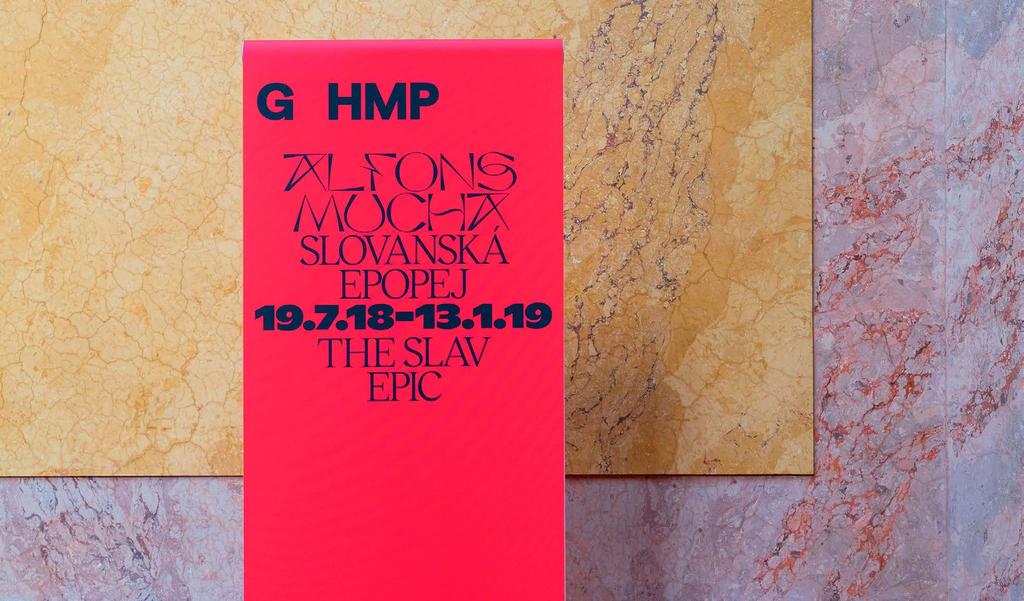 G HMP
ALFONS
MUCHA
SLOVANSKÁ
EPOPEJ
19.7.18–13.1.19
THE SLAV
EPIC